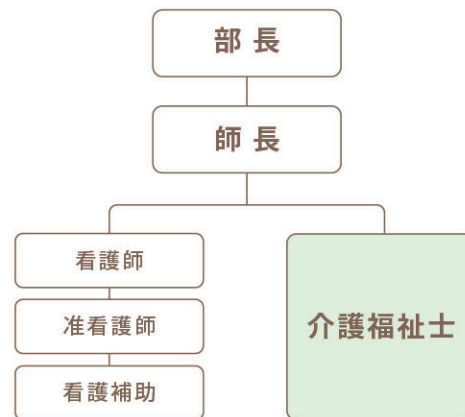 部 長
師 長
看護師
准看護師
看護補助
介護福祉士